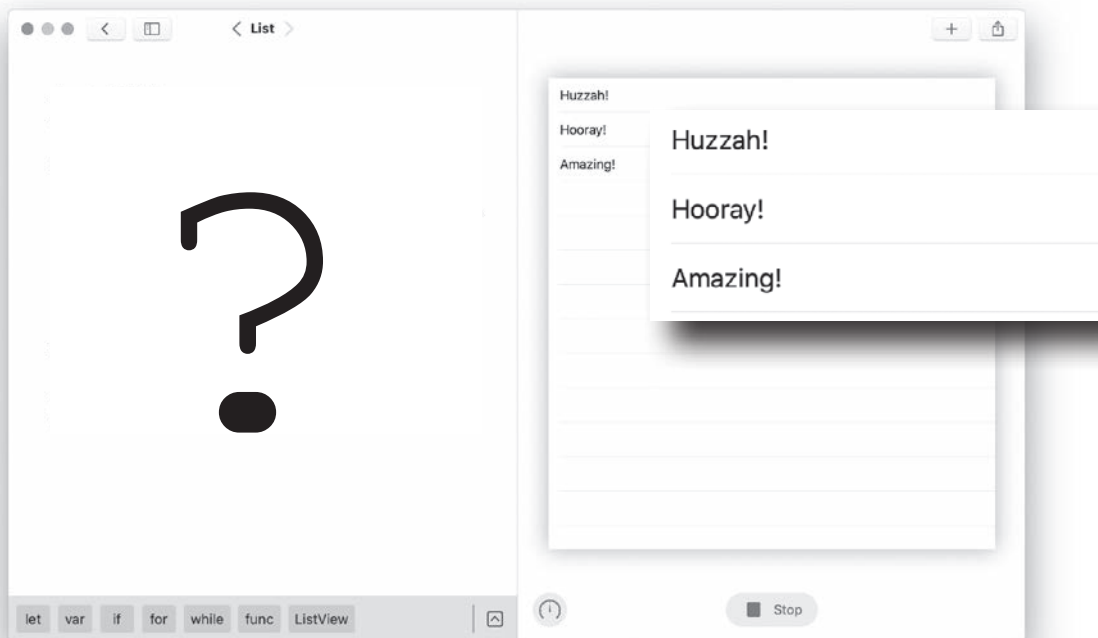 List
Huzzah!
Hooray!
Amazing!
Huzzah!
Hooray!
Amazing!
?
let var if for while func ListView
Stop